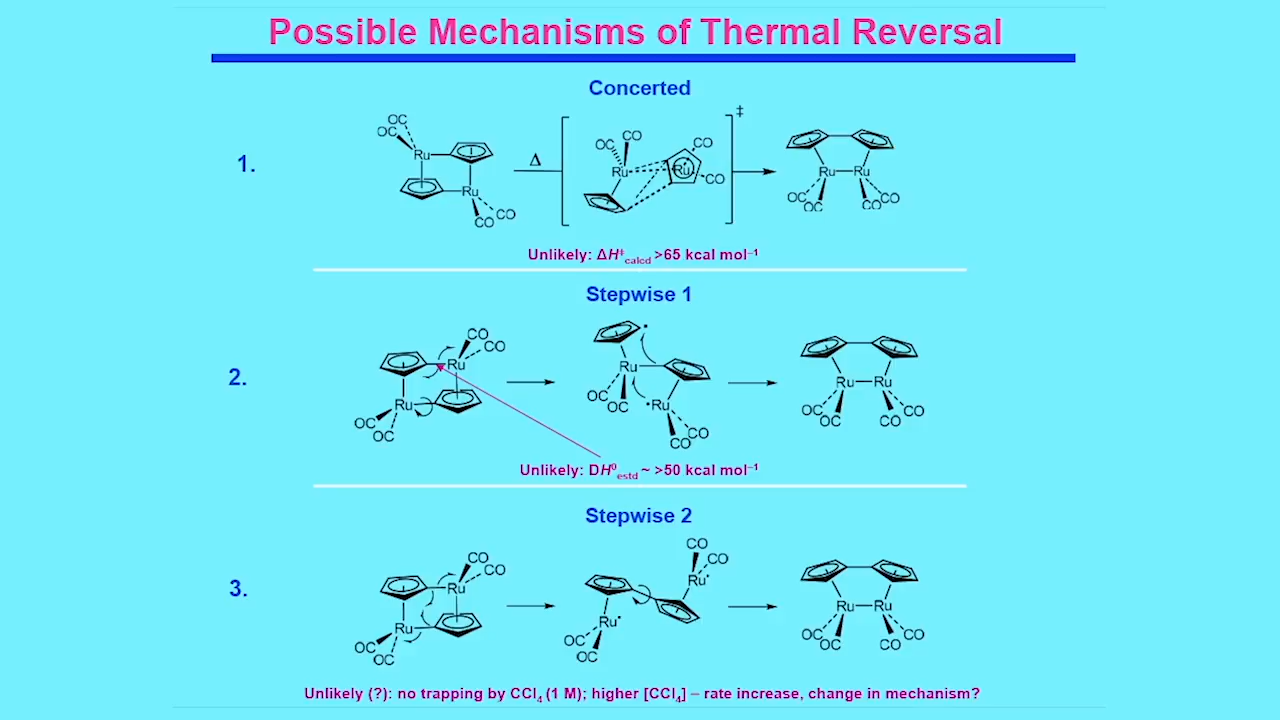 Possible Mechanisms of Thermal Reversal
Concerted
1.
OC
OC
Ru
Ru
CO
CO
Δ
OC
CO
Ru
Ru
CO
CO
‡
Ru
Ru
OC
OC
OC
CO
Unlikely: ΔH‡calcd >65 kcal mol⁻¹
Stepwise 1
2.
CO
CO
Ru
Ru
OC
OC
Ru
OC
OC
·Ru
CO
CO
Ru
Ru
OC
OC
CO
CO
Unlikely: DH⁰estd ~ >50 kcal mol⁻¹
Stepwise 2
3.
CO
CO
Ru
Ru
OC
OC
CO
CO
Ru·
Ru·
OC
OC
Ru
Ru
OC
OC
CO
CO
Unlikely (?): no trapping by CCl₄ (1 M); higher [CCl₄] – rate increase, change in mechanism?